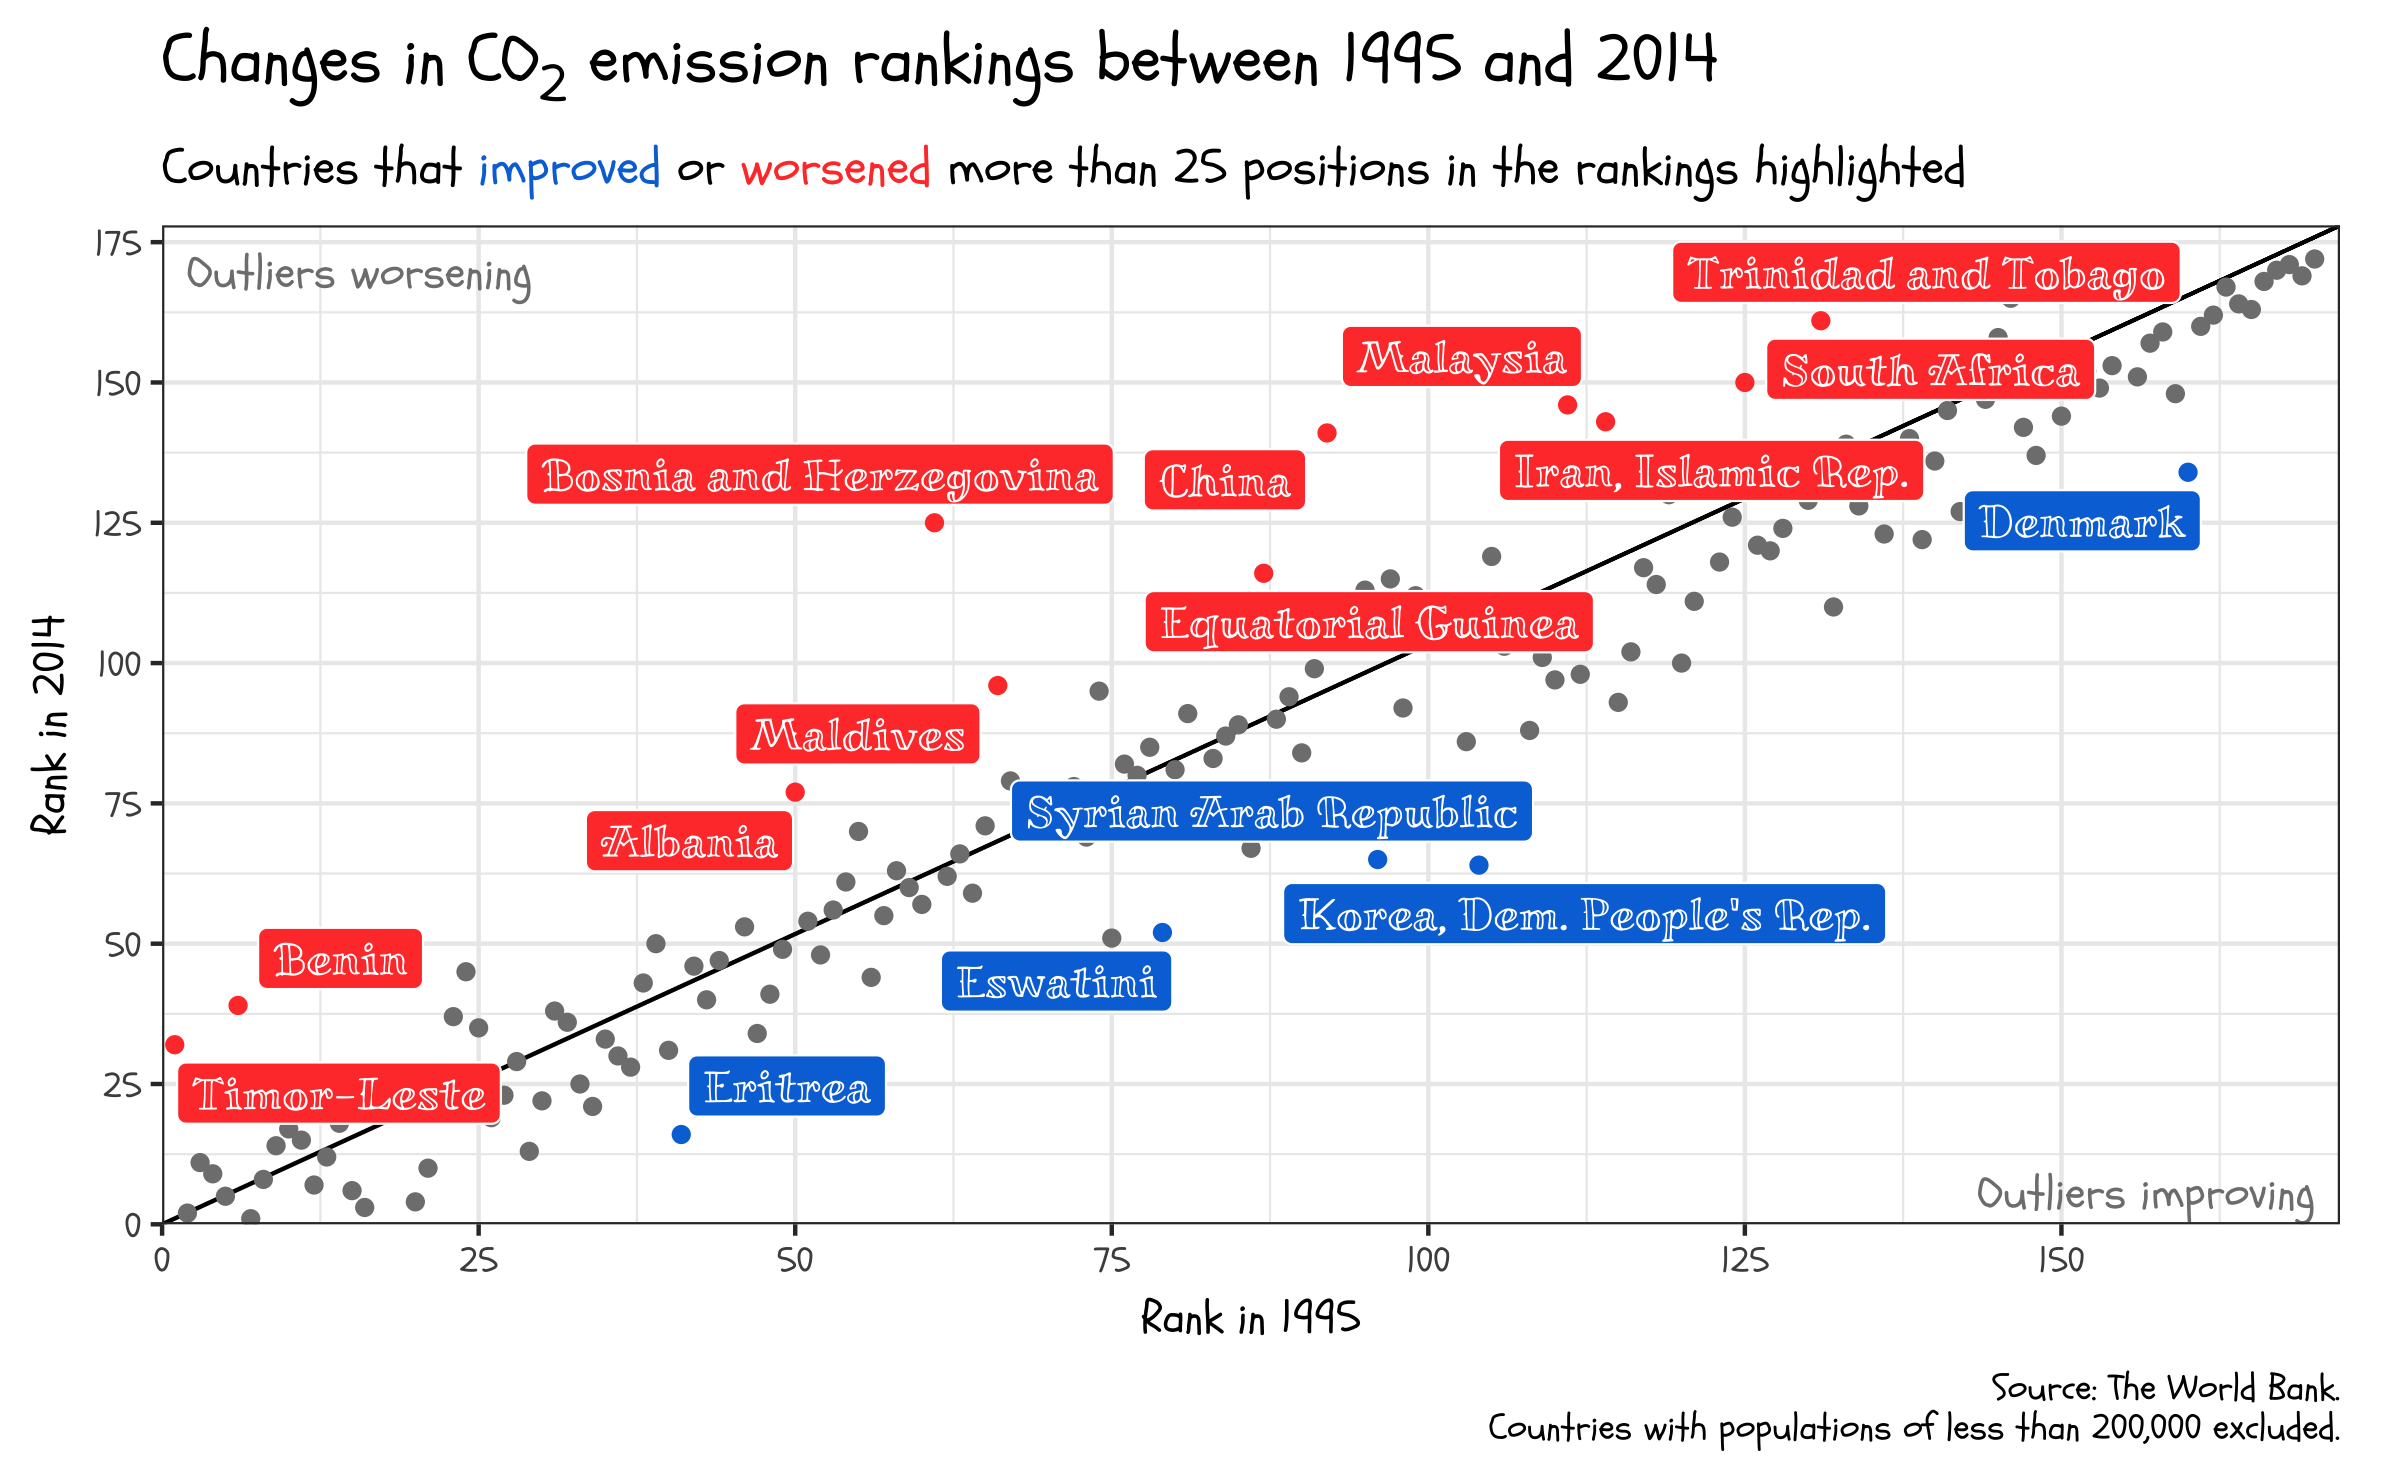 Changes in CO₂ emission rankings between 1995 and 2014
Countries that improved or worsened more than 25 positions in the rankings highlighted
175
Outliers worsening
Trinidad and Tobago
Malaysia
South Africa
150
Bosnia and Herzegovina
China
Iran, Islamic Rep.
Denmark
125
Equatorial Guinea
Rank in 2014
100
Maldives
Syrian Arab Republic
75
Albania
Korea, Dem. People's Rep.
50
Benin
Eswatini
Eritrea
25
Timor-Leste
Outliers improving
0
0 25 50 75 100 125 150
Rank in 1995
Source: The World Bank.
Countries with populations of less than 200,000 excluded.